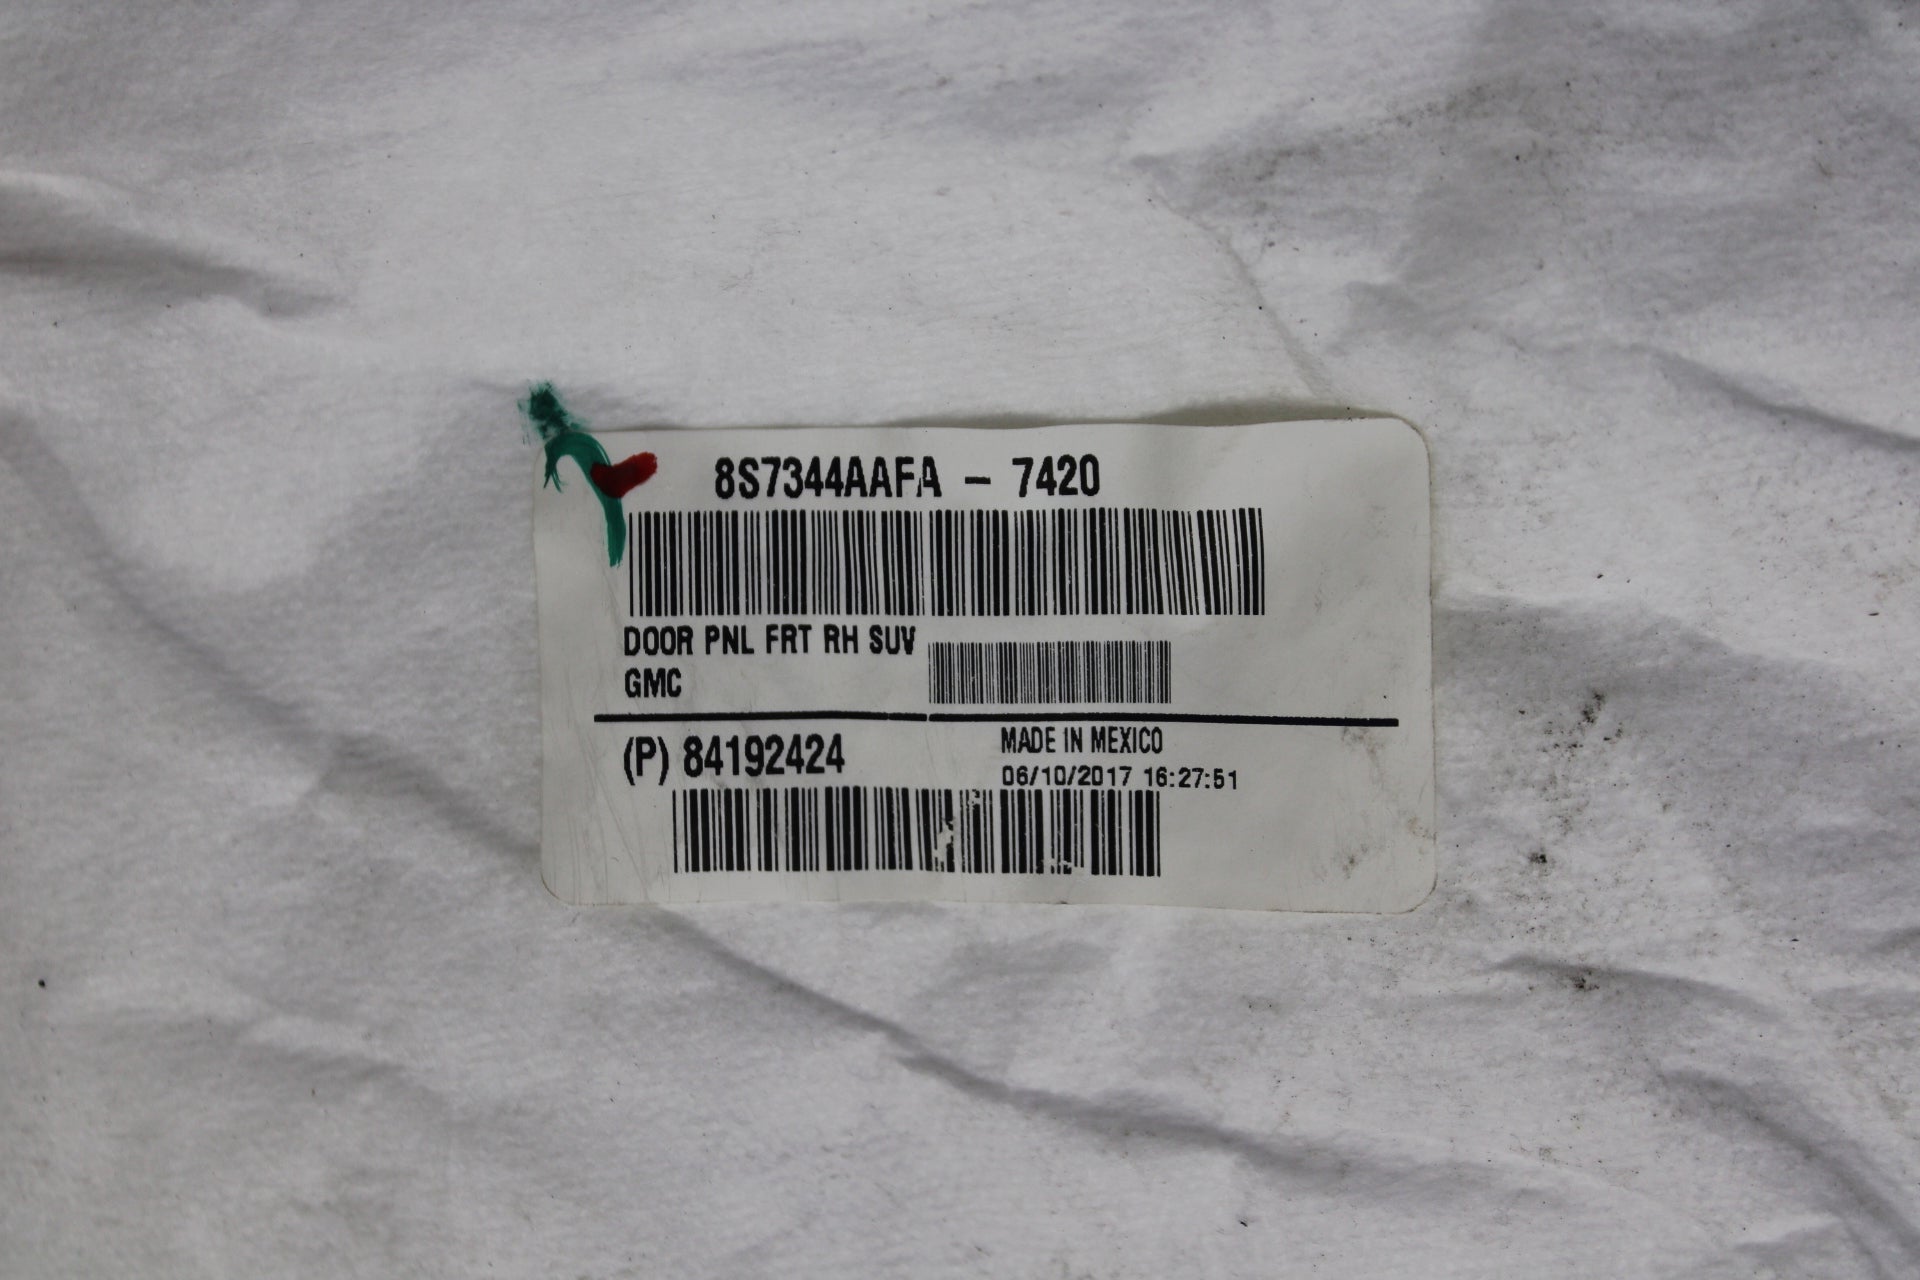 8S7344AAFA - 7420
DOOR PNL FRT RH SUV
GMC
(P) 84192424
MADE IN MEXICO
06/10/2017 16:27:51